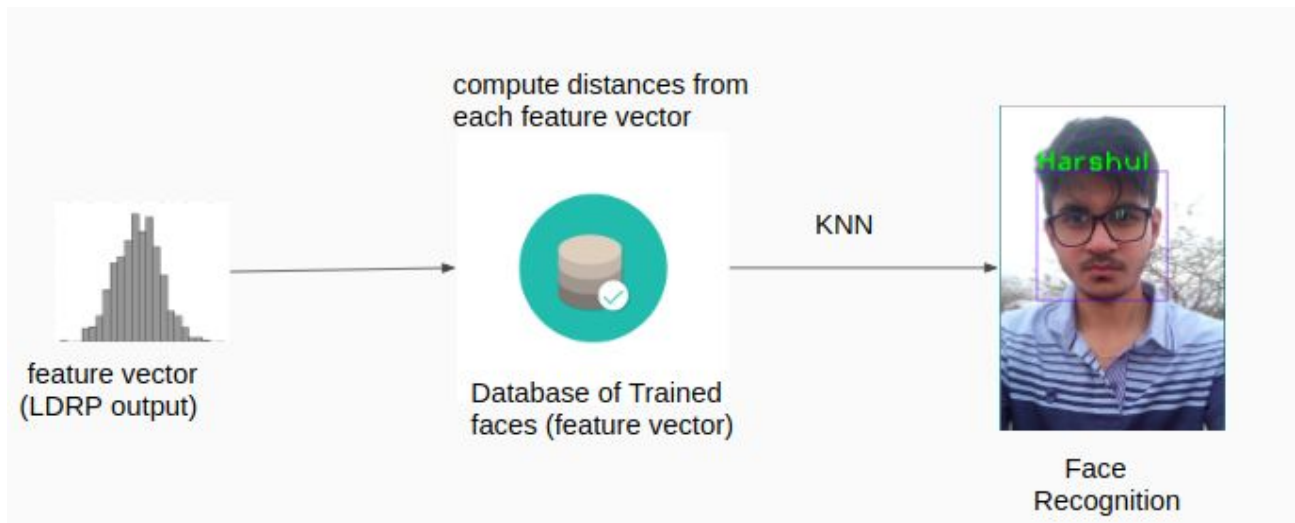 compute distances from
each feature vector
feature vector
(LDRP output)
Database of Trained
faces (feature vector)
KNN
Harshul
Face
Recognition